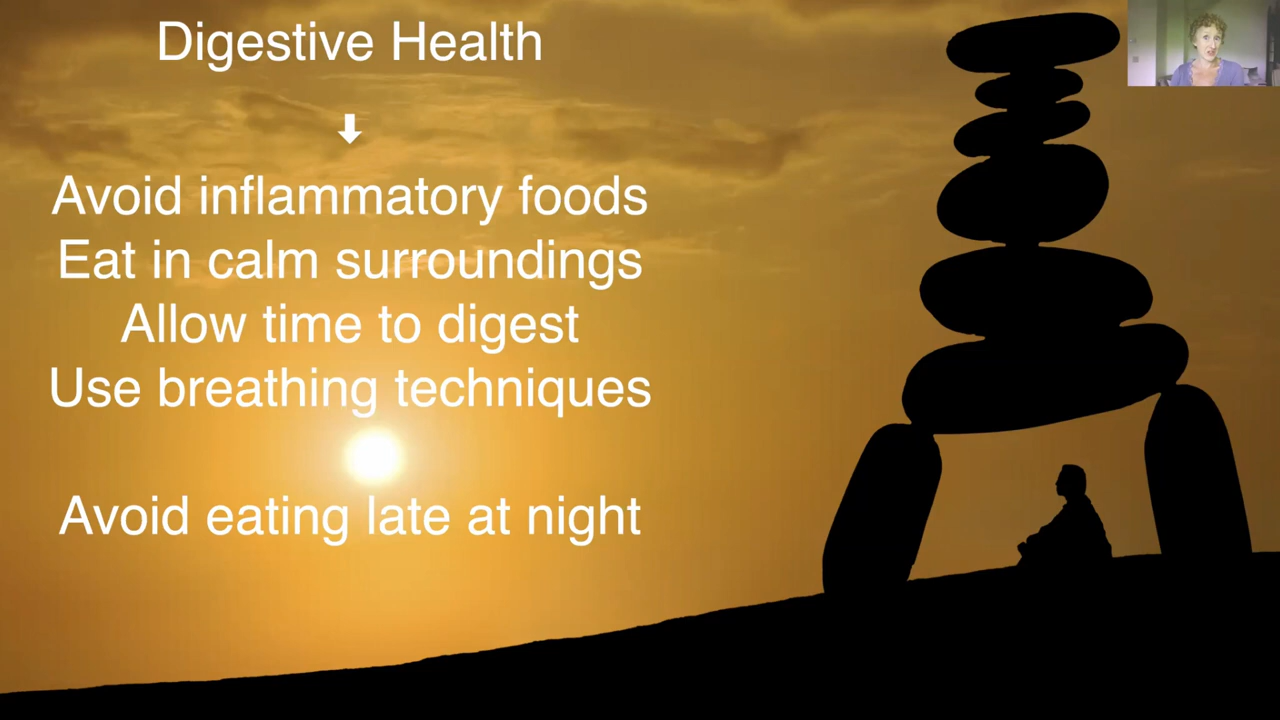 Digestive Health
Avoid inflammatory foods
Eat in calm surroundings
Allow time to digest
Use breathing techniques
Avoid eating late at night